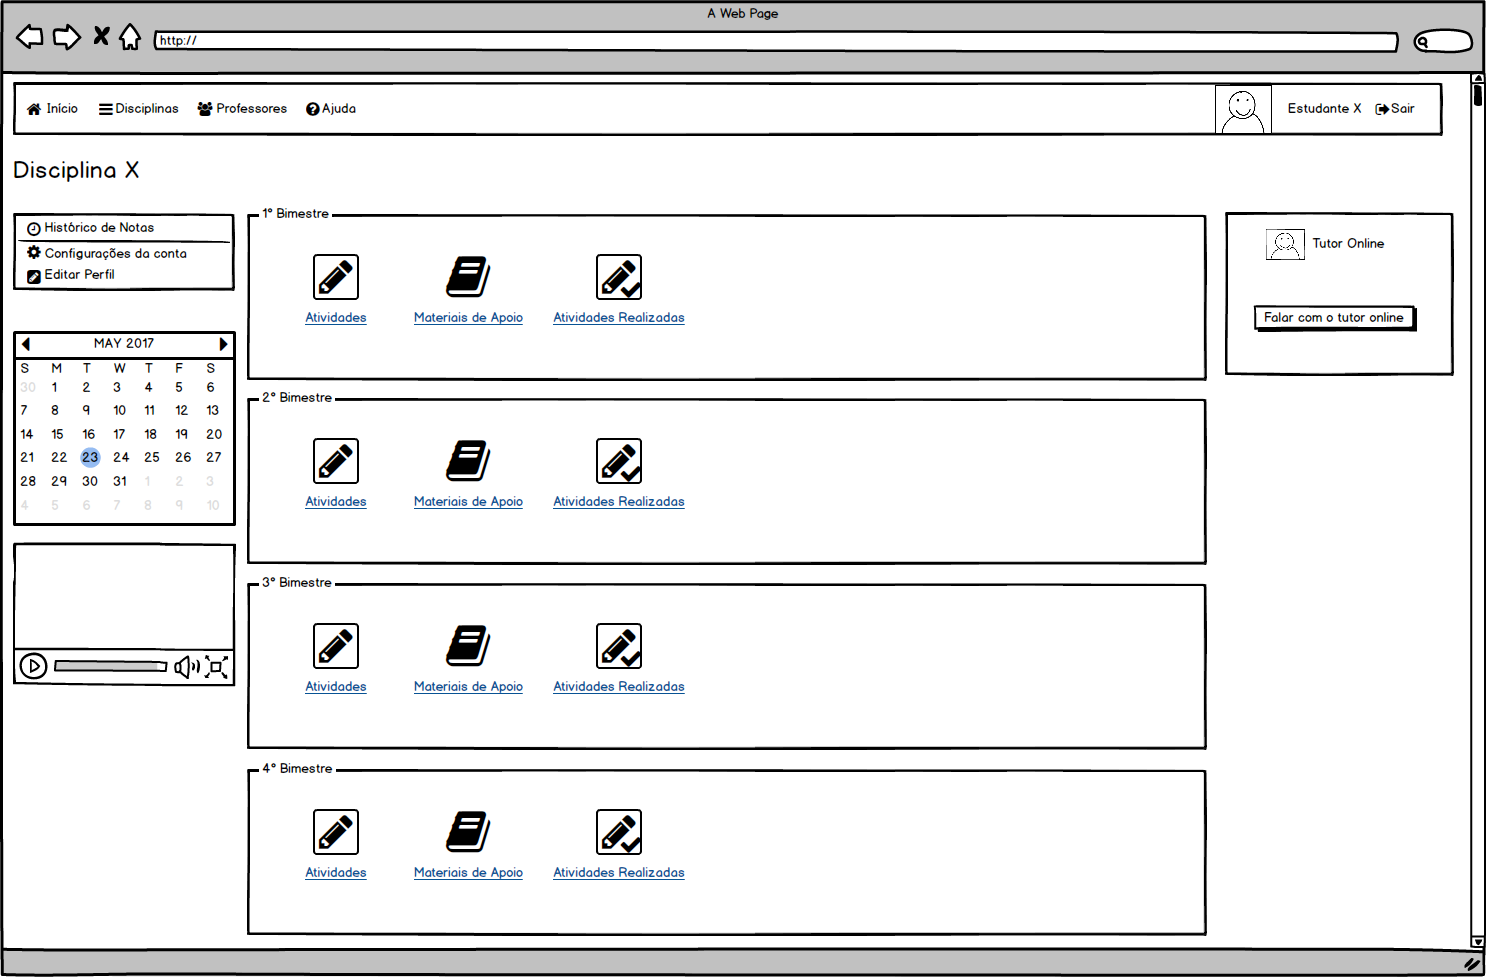 A Web Page
http://
Início Disciplinas Professores Ajuda Estudante X Sair
Disciplina X
Histórico de Notas
Configurações da conta
Editar Perfil
MAY 2017
S M T W T F S
30 1 2 3 4 5 6
7 8 9 10 11 12 13
14 15 16 17 18 19 20
21 22 23 24 25 26 27
28 29 30 31 1 2 3
4 5 6 7 8 9 10
1° Bimestre
Atividades Materiais de Apoio Atividades Realizadas
2° Bimestre
Atividades Materiais de Apoio Atividades Realizadas
3° Bimestre
Atividades Materiais de Apoio Atividades Realizadas
4° Bimestre
Atividades Materiais de Apoio Atividades Realizadas
Tutor Online
Falar com o tutor online